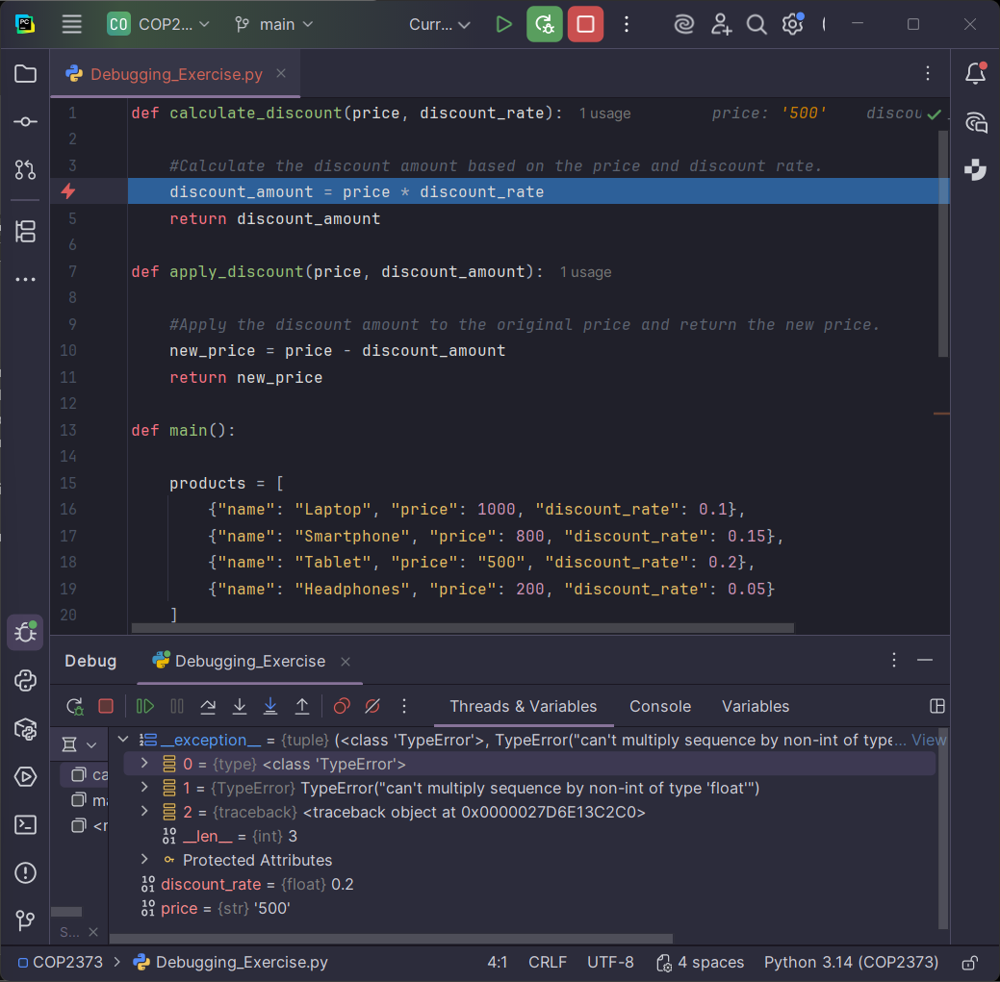 PC
CO COP2... main Curr...
Debugging_Exercise.py
1 def calculate_discount(price, discount_rate): 1 usage price: '500' discou
2
3 #Calculate the discount amount based on the price and discount rate.
discount_amount = price * discount_rate
5 return discount_amount
6
7 def apply_discount(price, discount_amount): 1 usage
8
9 #Apply the discount amount to the original price and return the new price.
10 new_price = price - discount_amount
11 return new_price
12
13 def main():
14
15 products = [
16 {"name": "Laptop", "price": 1000, "discount_rate": 0.1},
17 {"name": "Smartphone", "price": 800, "discount_rate": 0.15},
18 {"name": "Tablet", "price": "500", "discount_rate": 0.2},
19 {"name": "Headphones", "price": 200, "discount_rate": 0.05}
20 ]
Debug Debugging_Exercise
Threads & Variables Console Variables
__exception__ = {tuple} (<class 'TypeError'>, TypeError("can't multiply sequence by non-int of type... View
0 = {type} <class 'TypeError'>
ca
1 = {TypeError} TypeError("can't multiply sequence by non-int of type 'float'")
ma
2 = {traceback} <traceback object at 0x0000027D6E13C2C0>
__len__ = {int} 3
Protected Attributes
discount_rate = {float} 0.2
price = {str} '500'
S...
COP2373 > Debugging_Exercise.py 4:1 CRLF UTF-8 4 spaces Python 3.14 (COP2373)